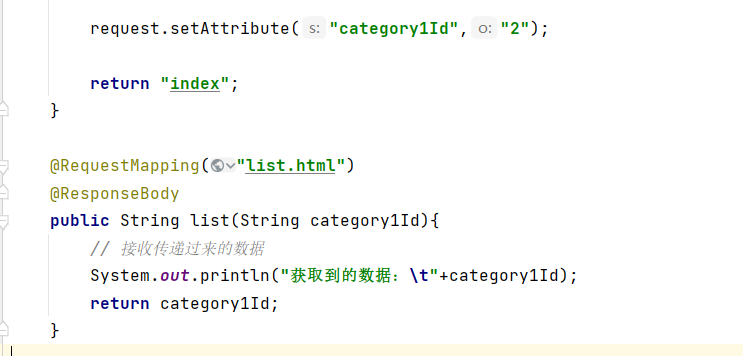 request.setAttribute( s: "category1Id", o: "2");
return "index";
}
@RequestMapping("list.html")
@ResponseBody
public String list(String category1Id){
// 接收传递过来的数据
System.out.println("获取到的数据：\t"+category1Id);
return category1Id;
}